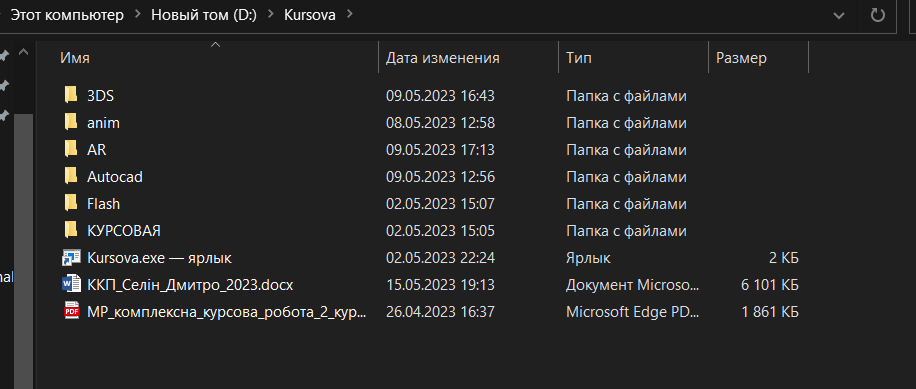 Этот компьютер > Новый том (D:) > Kursova
Имя Дата изменения Тип Размер
3DS 09.05.2023 16:43 Папка с файлами
anim 08.05.2023 12:58 Папка с файлами
AR 09.05.2023 17:13 Папка с файлами
Autocad 09.05.2023 12:56 Папка с файлами
Flash 02.05.2023 15:07 Папка с файлами
КУРСОВАЯ 02.05.2023 15:05 Папка с файлами
Kursova.exe — ярлык 02.05.2023 22:24 Ярлык 2 КБ
ККП_Селін_Дмитро_2023.docx 15.05.2023 19:13 Документ Microso... 6 101 КБ
PDF МР_комплексна_курсова_робота_2_кур... 26.04.2023 16:37 Microsoft Edge PD... 1 861 КБ